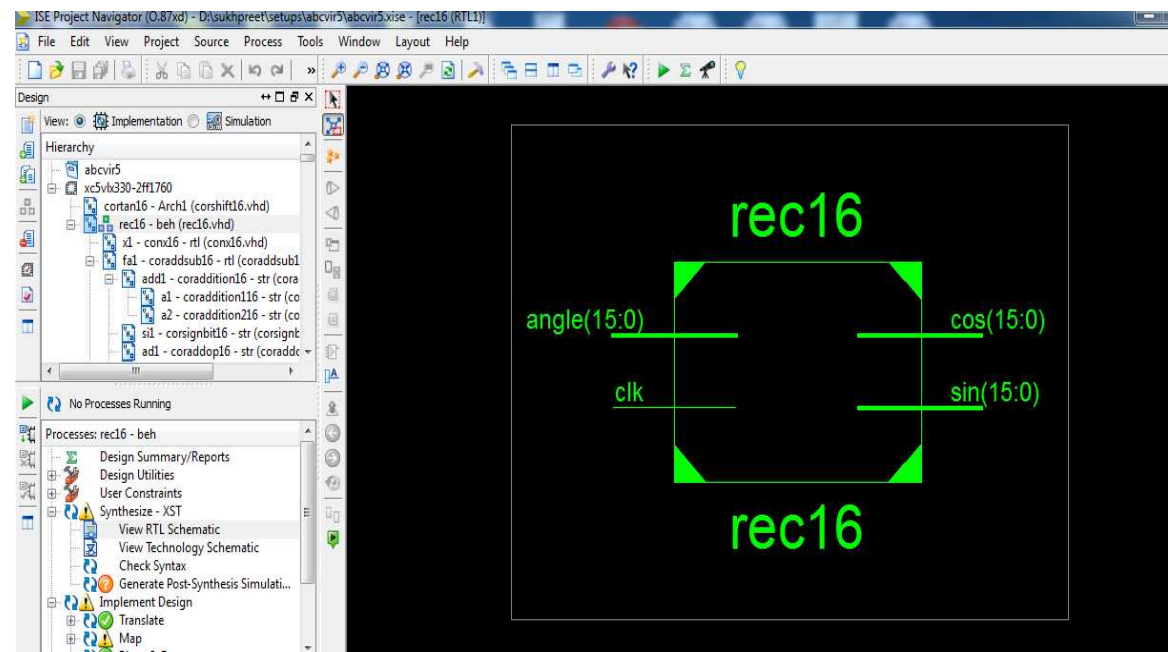 ISE Project Navigator (O.87xd) - D:\sukhpreet\setups\abcvir5\abcvir5.xise - [rec16 (RTL1)]
File Edit View Project Source Process Tools Window Layout Help
Design
View: Implementation Simulation
Hierarchy
abcvir5
xc5vlx330-2ff1760
cortan16 - Arch1 (corshift16.vhd)
rec16 - beh (rec16.vhd)
x1 - conx16 - rtl (conx16.vhd)
fa1 - coraddsub16 - rtl (coraddsub1
add1 - coraddition16 - str (cora
a1 - coraddition116 - str (co
a2 - coraddition216 - str (co
si1 - consignbit16 - str (corsignb
ad1 - coraddop16 - str (coraddc
No Processes Running
Processes: rec16 - beh
Design Summary/Reports
Design Utilities
User Constraints
Synthesize - XST
View RTL Schematic
View Technology Schematic
Check Syntax
Generate Post-Synthesis Simulati...
Implement Design
Translate
Map
rec16
angle(15:0)
cos(15:0)
clk
sin(15:0)
rec16